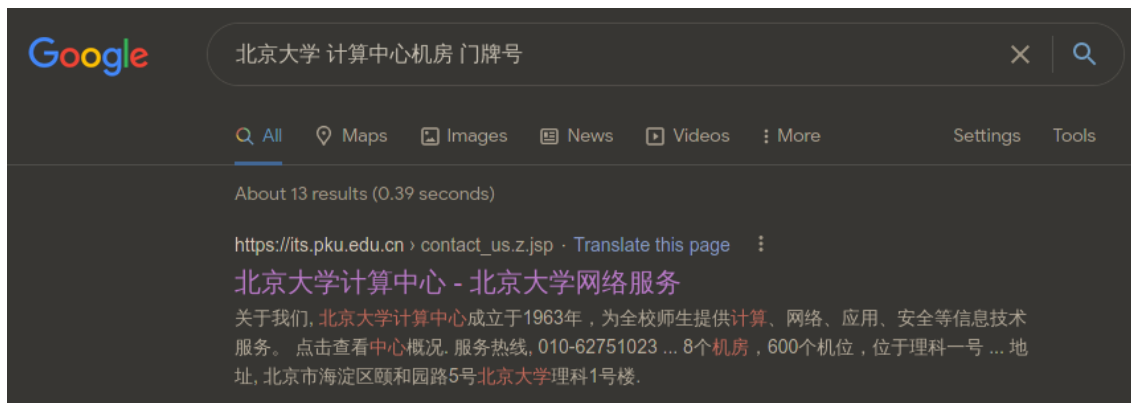 Google
北京大学 计算中心机房 门牌号
All Maps Images News Videos More Settings Tools
About 13 results (0.39 seconds)
https://its.pku.edu.cn › contact_us.z.jsp · Translate this page
北京大学计算中心 - 北京大学网络服务
关于我们, 北京大学计算中心成立于1963年，为全校师生提供计算、网络、应用、安全等信息技术
服务。 点击查看中心概况. 服务热线, 010-62751023 ... 8个机房，600个机位，位于理科一号 ... 地
址, 北京市海淀区颐和园路5号北京大学理科1号楼.